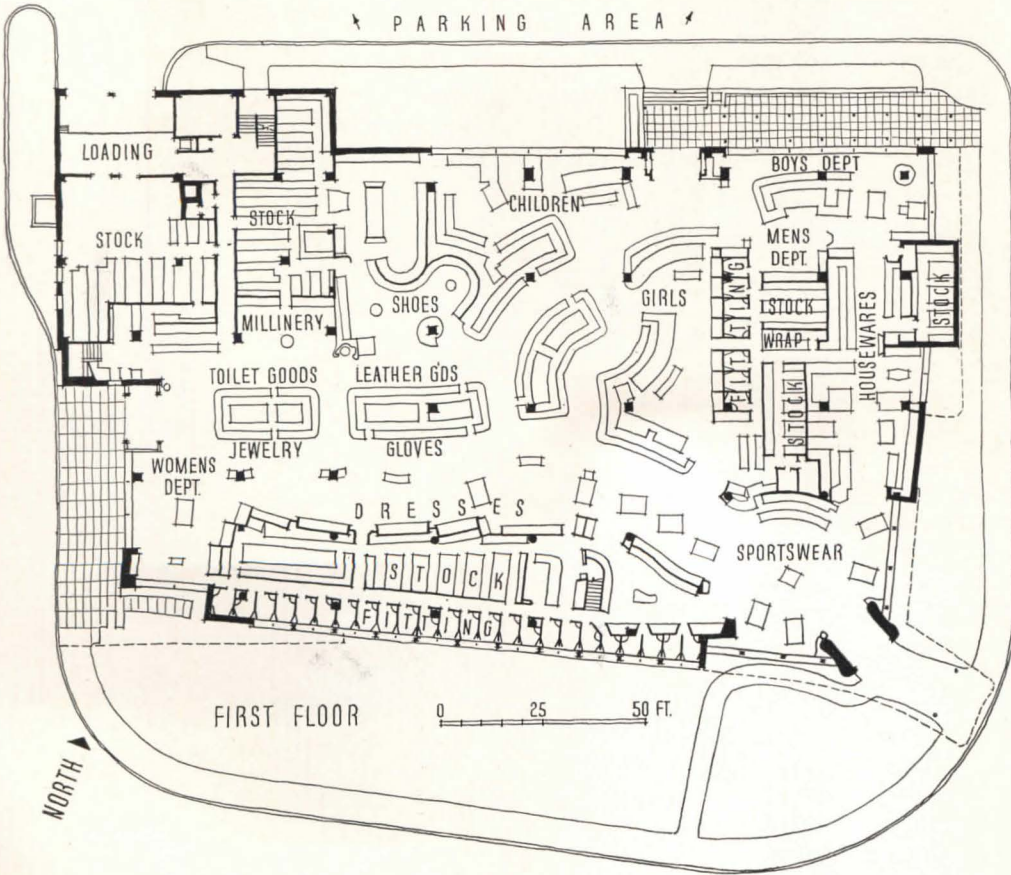 PARKING AREA
LOADING
BOYS DEPT
CHILDREN
STOCK
STOCK
MENS
DEPT.
STOCK
SHOES
GIRLS
FITTING
STOCK
MILLINERY
WRAP
HOUSEWARES
TOILET GOODS
LEATHER G'DS
STOCK
JEWELRY
GLOVES
WOMENS
DEPT.
DRESSES
SPORTSWEAR
STOCK
FITTING
FIRST FLOOR
0 25 50 FT.
NORTH